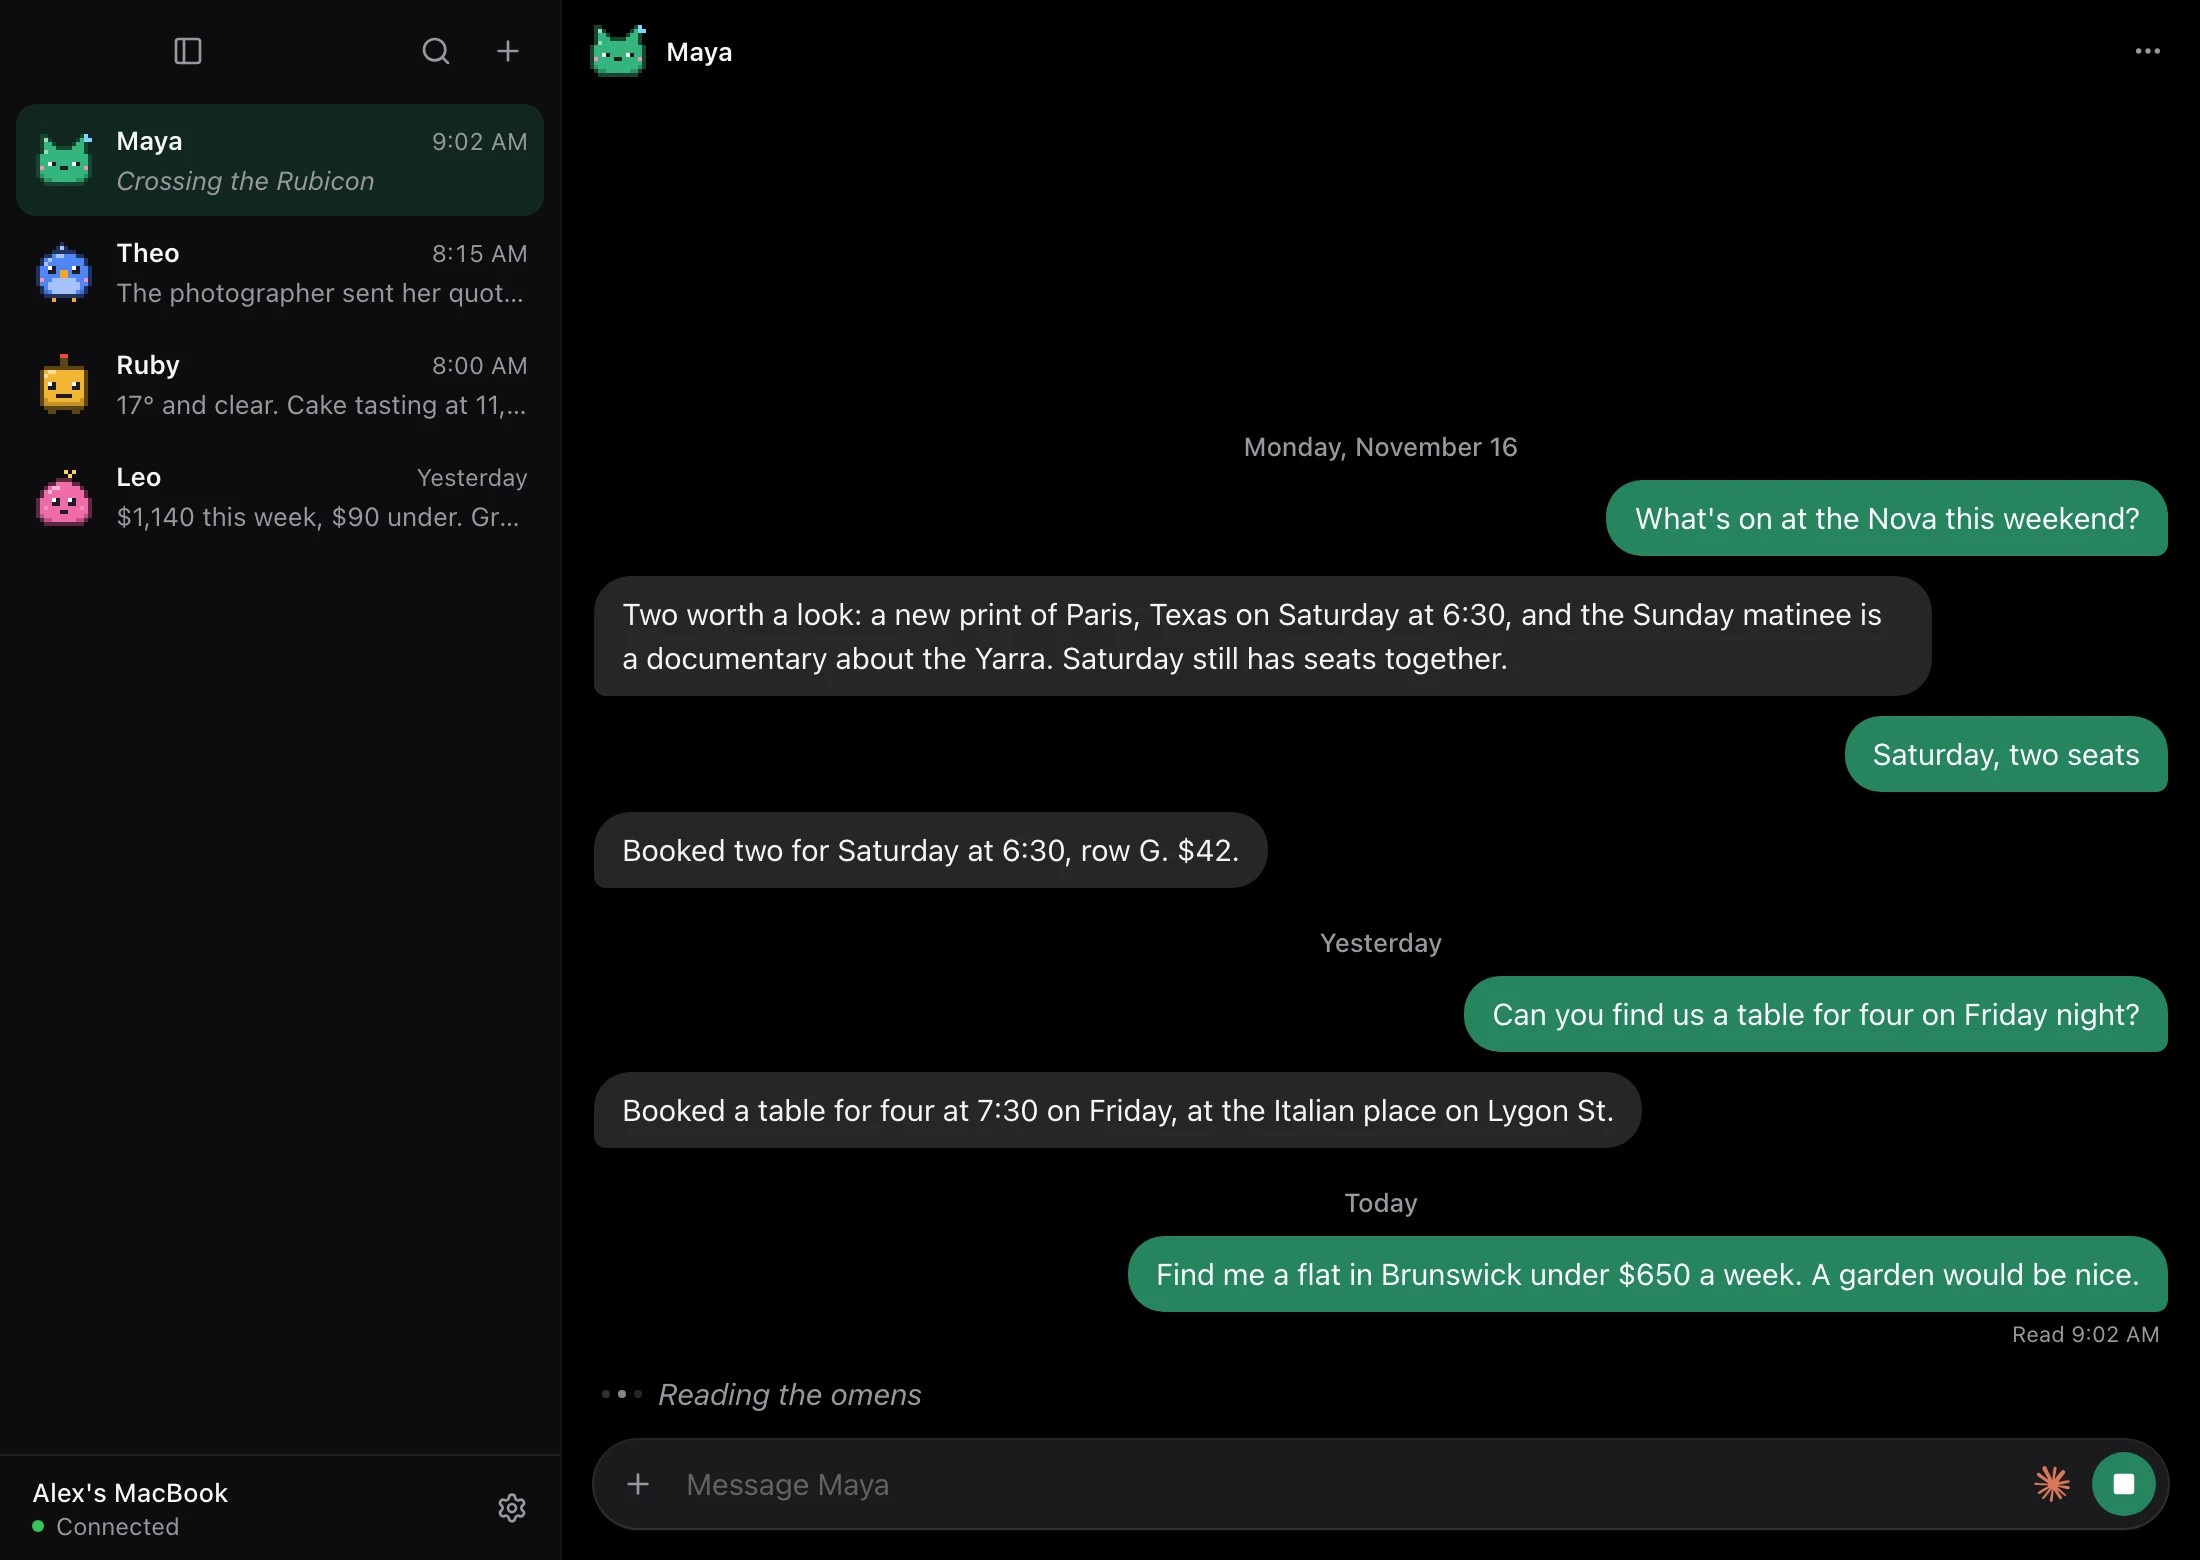 Maya
9:02 AM
Crossing the Rubicon
Theo
8:15 AM
The photographer sent her quot...
Ruby
8:00 AM
17° and clear. Cake tasting at 11,...
Leo
Yesterday
$1,140 this week, $90 under. Gr...
Alex's MacBook
Connected
Maya
Monday, November 16
What's on at the Nova this weekend?
Two worth a look: a new print of Paris, Texas on Saturday at 6:30, and the Sunday matinee is
a documentary about the Yarra. Saturday still has seats together.
Saturday, two seats
Booked two for Saturday at 6:30, row G. $42.
Yesterday
Can you find us a table for four on Friday night?
Booked a table for four at 7:30 on Friday, at the Italian place on Lygon St.
Today
Find me a flat in Brunswick under $650 a week. A garden would be nice.
Read 9:02 AM
Reading the omens
Message Maya